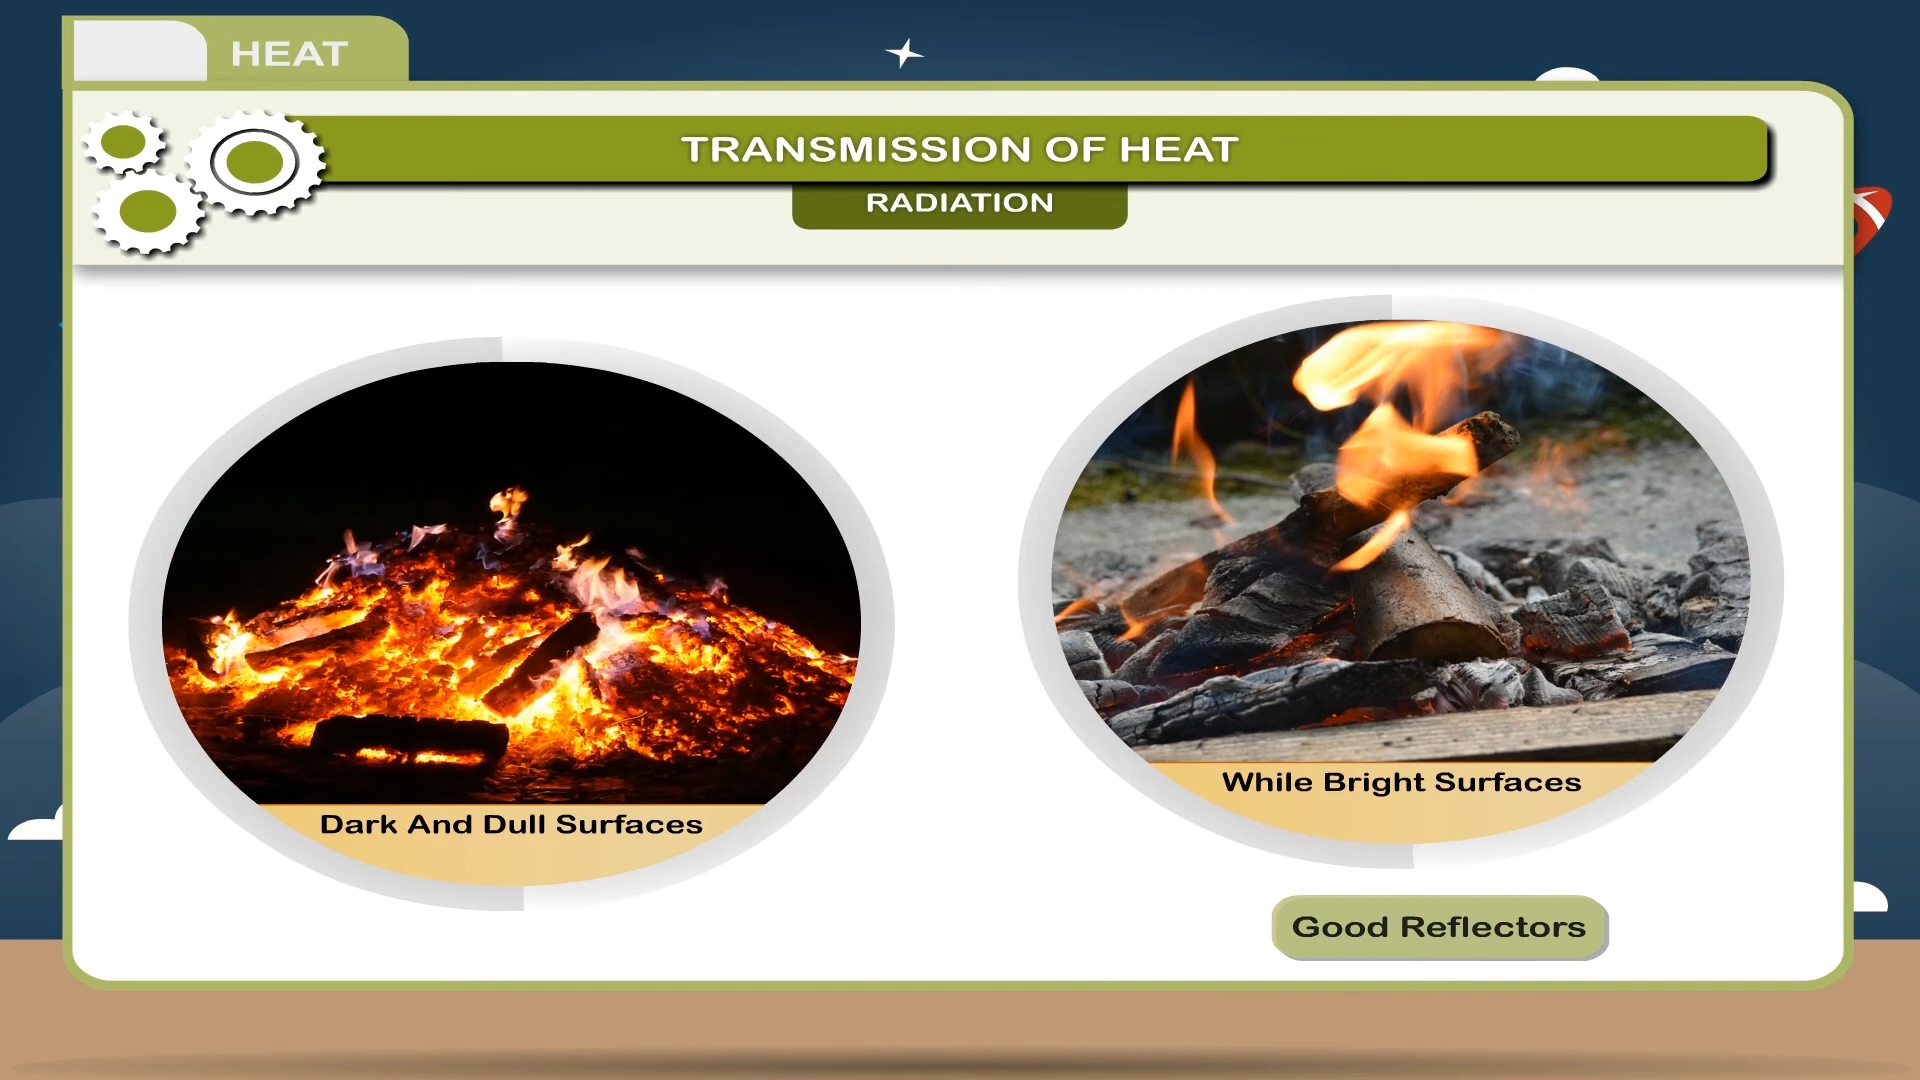 HEAT
TRANSMISSION OF HEAT
RADIATION
Dark And Dull Surfaces
While Bright Surfaces
Good Reflectors